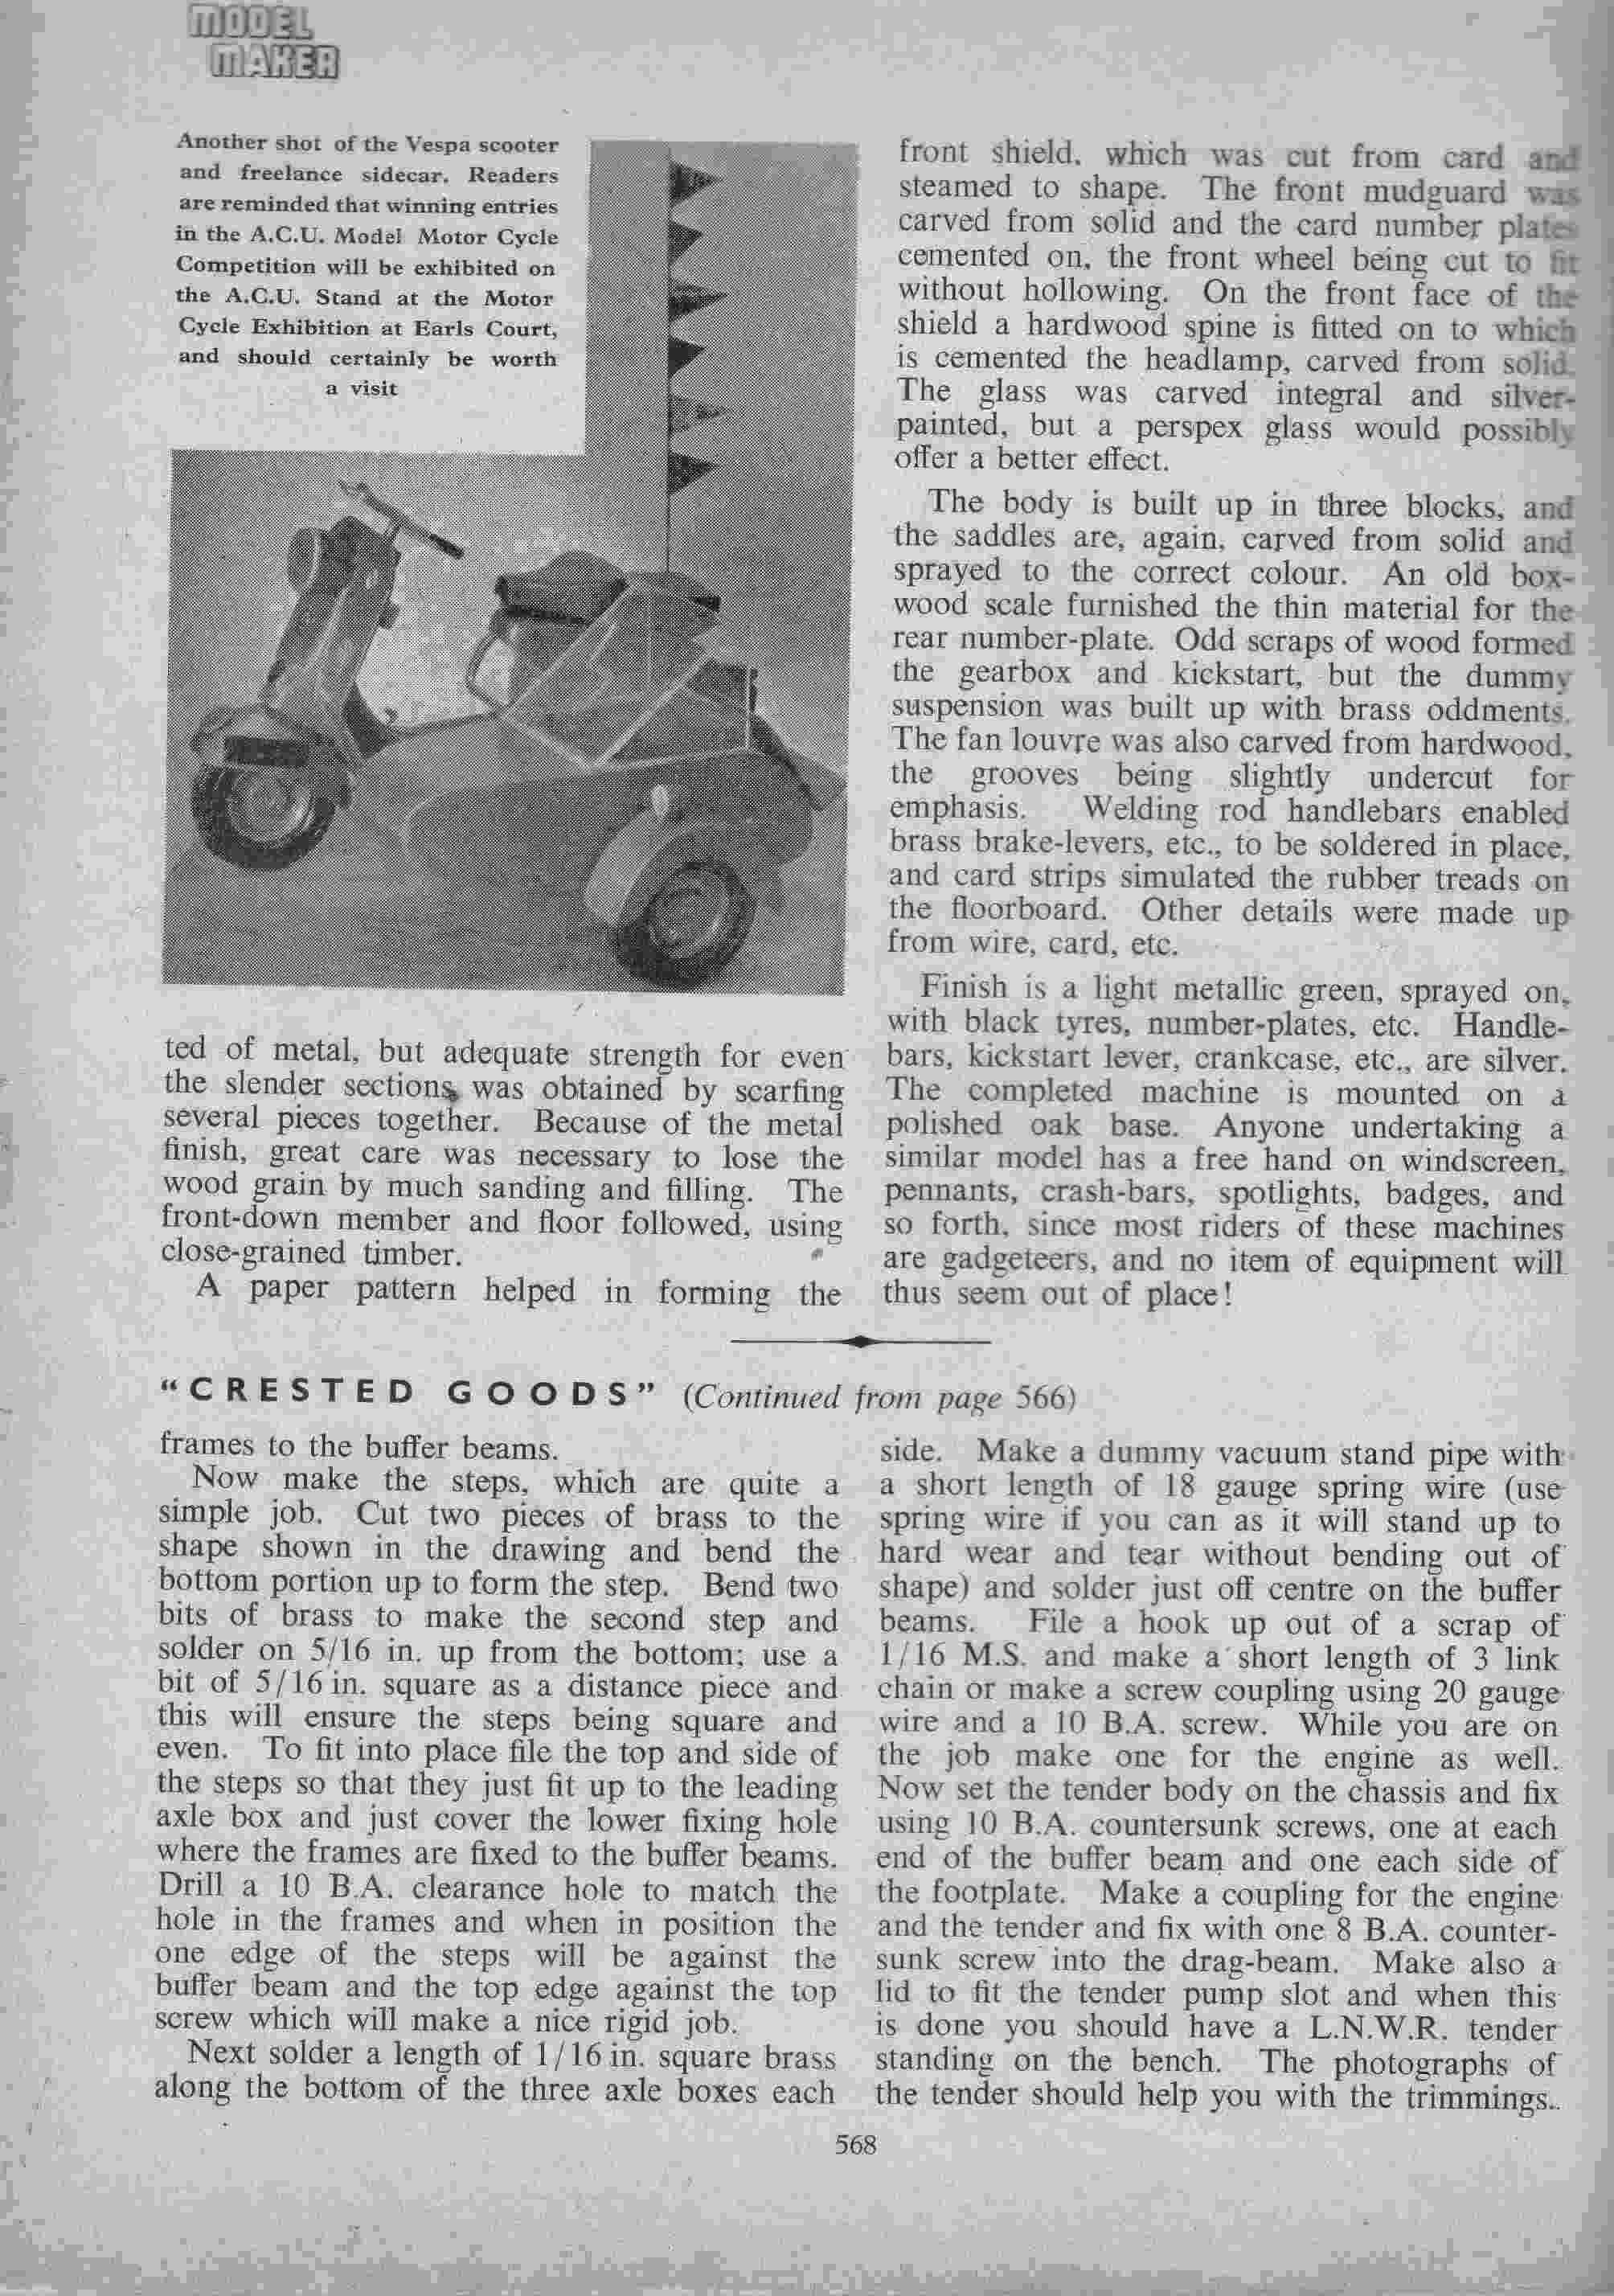 MODEL
MAKER
Another shot of the Vespa scooter
and freelance sidecar. Readers
are reminded that winning entries
in the A.C.U. Model Motor Cycle
Competition will be exhibited on
the A.C.U. Stand at the Motor
Cycle Exhibition at Earls Court,
and should certainly be worth
a visit
ted of metal, but adequate strength for even
the slender sections was obtained by scarfing
several pieces together. Because of the metal
finish, great care was necessary to lose the
wood grain by much sanding and filling. The
front-down member and floor followed, using
close-grained timber.
A paper pattern helped in forming the
front shield, which was cut from card and
steamed to shape. The front mudguard was
carved from solid and the card number plates
cemented on, the front wheel being cut to fit
without hollowing. On the front face of the
shield a hardwood spine is fitted on to which
is cemented the headlamp, carved from solid.
The glass was carved integral and silver-
painted, but a perspex glass would possibly
offer a better effect.
The body is built up in three blocks, and
the saddles are, again, carved from solid and
sprayed to the correct colour. An old box-
wood scale furnished the thin material for the
rear number-plate. Odd scraps of wood formed
the gearbox and kickstart, but the dummy
suspension was built up with brass oddments.
The fan louvre was also carved from hardwood,
the grooves being slightly undercut for
emphasis. Welding rod handlebars enabled
brass brake-levers, etc., to be soldered in place,
and card strips simulated the rubber treads on
the floorboard. Other details were made up
from wire, card, etc.
Finish is a light metallic green, sprayed on,
with black tyres, number-plates, etc. Handle-
bars, kickstart lever, crankcase, etc., are silver.
The completed machine is mounted on a
polished oak base. Anyone undertaking a
similar model has a free hand on windscreen,
pennants, crash-bars, spotlights, badges, and
so forth, since most riders of these machines
are gadgeteers, and no item of equipment will
thus seem out of place!
"CRESTED GOODS" (Continued from page 566)
frames to the buffer beams.
Now make the steps, which are quite a
simple job. Cut two pieces of brass to the
shape shown in the drawing and bend the
bottom portion up to form the step. Bend two
bits of brass to make the second step and
solder on 5/16 in. up from the bottom; use a
bit of 5/16 in. square as a distance piece and
this will ensure the steps being square and
even. To fit into place file the top and side of
the steps so that they just fit up to the leading
axle box and just cover the lower fixing hole
where the frames are fixed to the buffer beams.
Drill a 10 B.A. clearance hole to match the
hole in the frames and when in position the
one edge of the steps will be against the
buffer beam and the top edge against the top
screw which will make a nice rigid job.
Next solder a length of 1/16 in. square brass
along the bottom of the three axle boxes each
side. Make a dummy vacuum stand pipe with
a short length of 18 gauge spring wire (use
spring wire if you can as it will stand up to
hard wear and tear without bending out of
shape) and solder just off centre on the buffer
beams. File a hook up out of a scrap of
1/16 M.S. and make a short length of 3 link
chain or make a screw coupling using 20 gauge
wire and a 10 B.A. screw. While you are on
the job make one for the engine as well.
Now set the tender body on the chassis and fix
using 10 B.A. countersunk screws, one at each
end of the buffer beam and one each side of
the footplate. Make a coupling for the engine
and the tender and fix with one 8 B.A. counter-
sunk screw into the drag-beam. Make also a
lid to fit the tender pump slot and when this
is done you should have a L.N.W.R. tender
standing on the bench. The photographs of
the tender should help you with the trimmings.
568